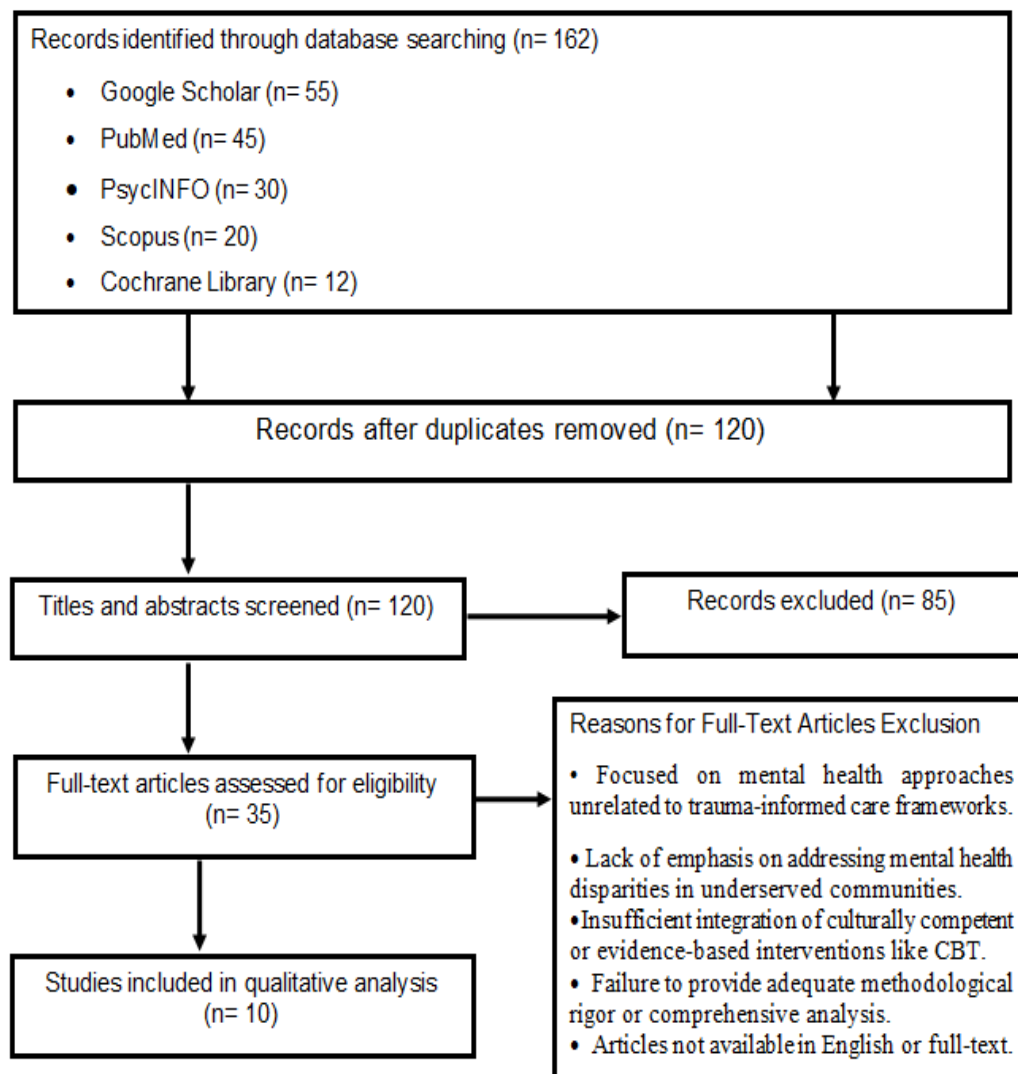 Records identified through database searching (n= 162)
• Google Scholar (n= 55)
• PubMed (n= 45)
• PsycINFO (n= 30)
• Scopus (n= 20)
• Cochrane Library (n= 12)
Records after duplicates removed (n= 120)
Titles and abstracts screened (n= 120)
Records excluded (n= 85)
Full-text articles assessed for eligibility
(n= 35)
Reasons for Full-Text Articles Exclusion
• Focused on mental health approaches
unrelated to trauma-informed care frameworks.
• Lack of emphasis on addressing mental health
disparities in underserved communities.
•Insufficient integration of culturally competent
or evidence-based interventions like CBT.
• Failure to provide adequate methodological
rigor or comprehensive analysis.
• Articles not available in English or full-text.
Studies included in qualitative analysis
(n= 10)